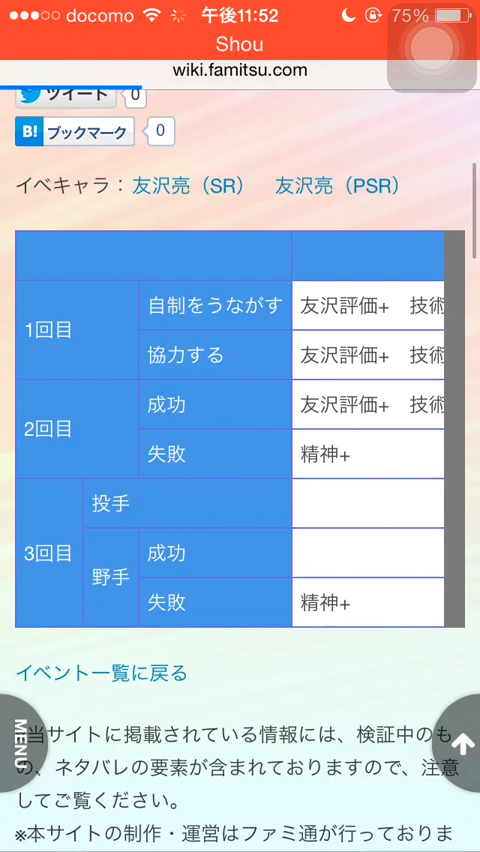 docomo 午後11:52 75%
Shou
wiki.famitsu.com
ツイート 0
B! ブックマーク 0
イベキャラ：友沢亮（SR） 友沢亮（PSR）
1回目
自制をうながす 友沢評価+ 技術
協力する 友沢評価+ 技術
2回目
成功 友沢評価+ 技術
失敗 精神+
3回目
投手
野手
成功
失敗 精神+
イベント一覧に戻る
MENU
当サイトに掲載されている情報には、検証中のも
の、ネタバレの要素が含まれておりますので、注意
してご覧ください。
※本サイトの制作・運営はファミ通が行っておりま